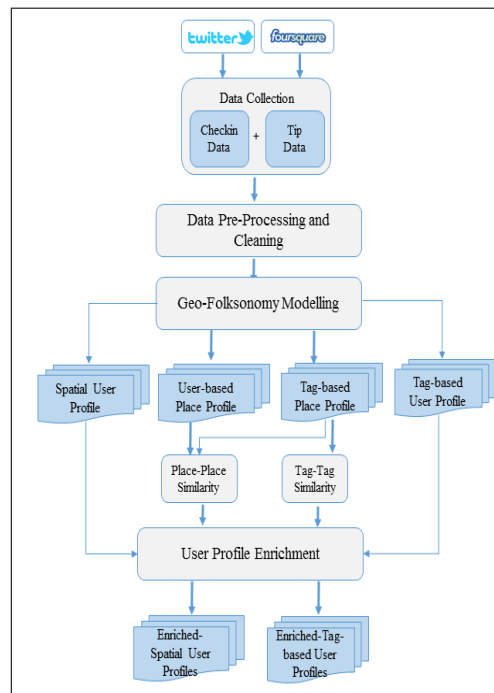 twitter
foursquare
Data Collection
Checkin
Data
+
Tip
Data
Data Pre-Processing and
Cleaning
Geo-Folksonomy Modelling
Spatial User
Profile
User-based
Place Profile
Tag-based
Place Profile
Tag-based
User Profile
Place-Place
Similarity
Tag-Tag
Similarity
User Profile Enrichment
Enriched-
Spatial User
Profiles
Enriched-Tag-
based User
Profiles